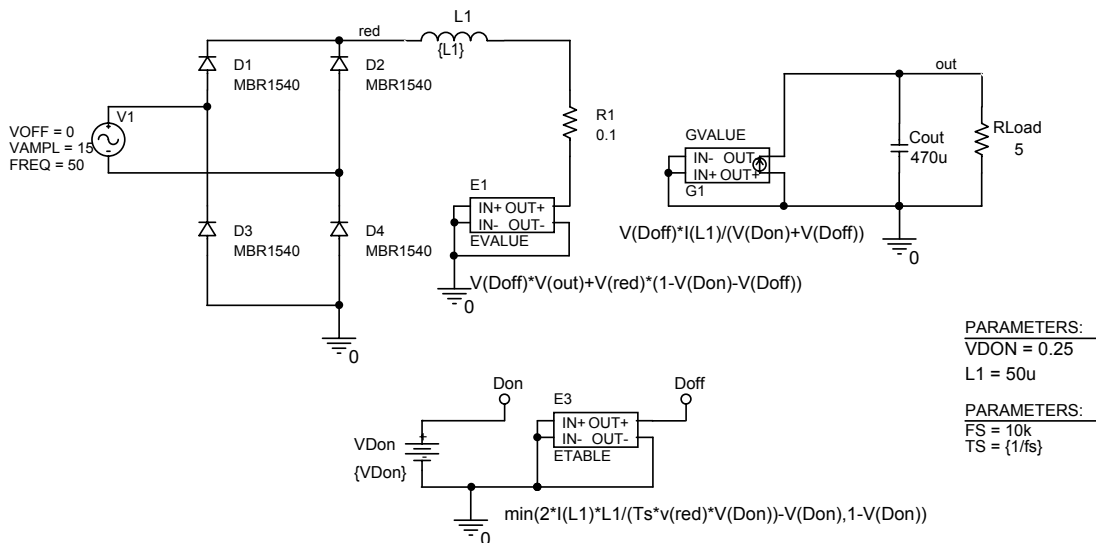 L1
red
{L1}
D1
MBR1540
D2
MBR1540
out
R1
0.1
VOFF = 0
VAMPL = 15
FREQ = 50
V1
GVALUE
IN- OUT-
IN+ OUT+
G1
Cout
470u
RLoad
5
E1
IN+ OUT+
IN- OUT-
EVALUE
D3
MBR1540
D4
MBR1540
V(Doff)*I(L1)/(V(Don)+V(Doff))
0
V(Doff)*V(out)+V(red)*(1-V(Don)-V(Doff))
0
0
PARAMETERS:
VDON = 0.25
L1 = 50u
PARAMETERS:
FS = 10k
TS = {1/fs}
Don
Doff
E3
IN+ OUT+
IN- OUT-
ETABLE
VDon
{VDon}
min(2*I(L1)*L1/(Ts*v(red)*V(Don))-V(Don),1-V(Don))
0